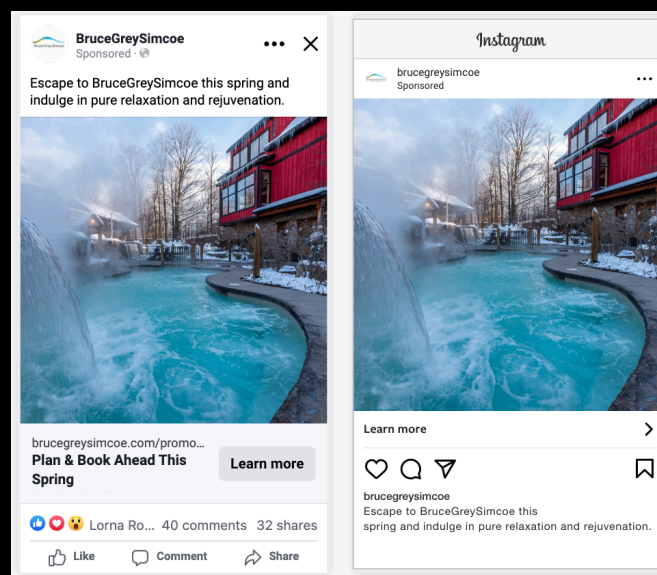 BruceGreySimcoe
Sponsored ·
Escape to BruceGreySimcoe this spring and
indulge in pure relaxation and rejuvenation.
brucegreysimcoe.com/promo...
Plan & Book Ahead This
Spring
Learn more
Lorna Ro... 40 comments 32 shares
Like Comment Share
Instagram
brucegreysimcoe
Sponsored
Learn more
brucegreysimcoe
Escape to BruceGreySimcoe this
spring and indulge in pure relaxation and rejuvenation.